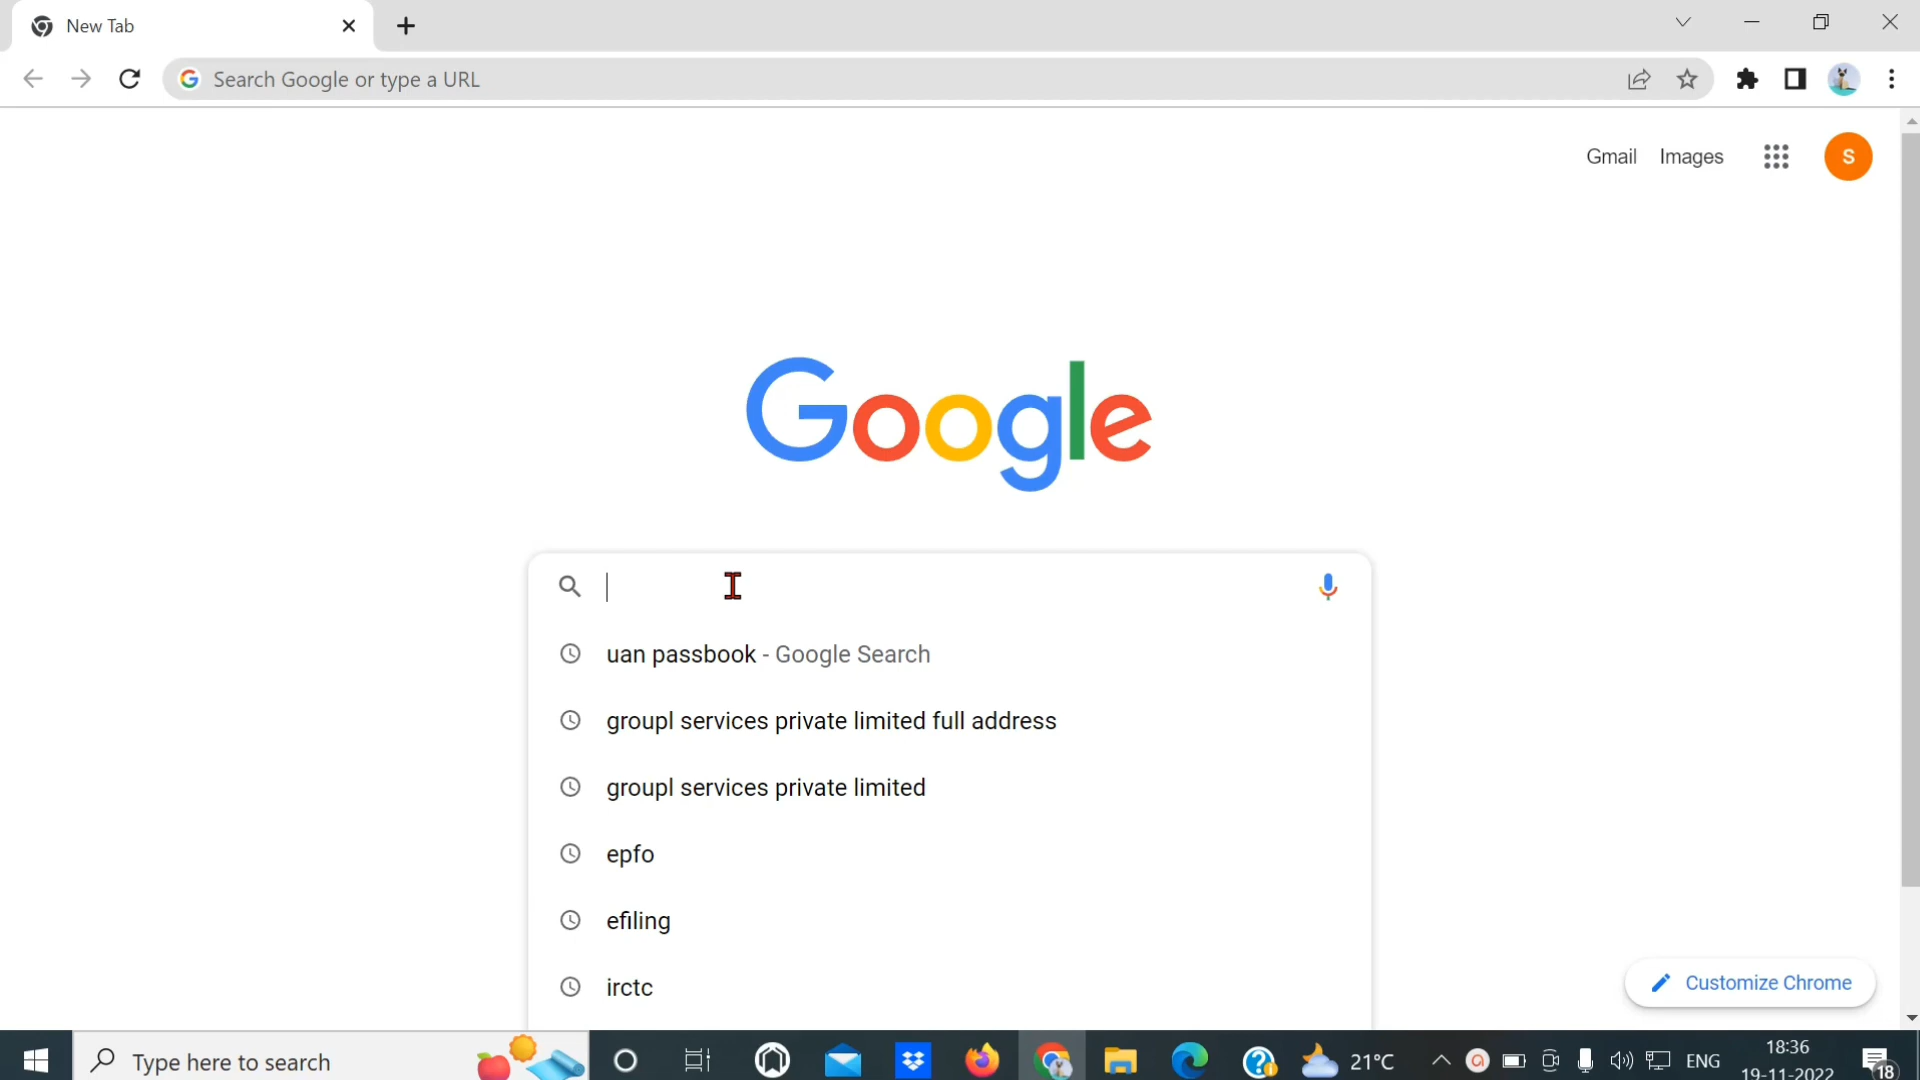 New Tab
Search Google or type a URL
Gmail Images
S
Google
uan passbook - Google Search
groupl services private limited full address
groupl services private limited
epfo
efiling
irctc
Customize Chrome
Type here to search
21°C
ENG
18:36
19-11-2022
18